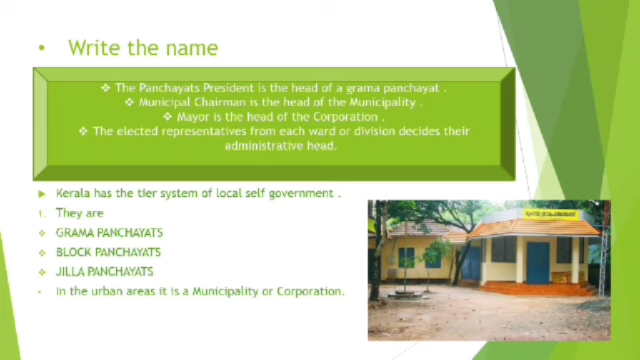 • Write the name
❖ The Panchayats President is the head of a grama panchayat .
❖ Municipal Chairman is the head of the Municipality .
❖ Mayor is the head of the Corporation .
❖ The elected representatives from each ward or division decides their
administrative head.
▶ Kerala has the tier system of local self government .
1. They are
❖ GRAMA PANCHAYATS
❖ BLOCK PANCHAYATS
❖ JILLA PANCHAYATS
- In the urban areas it is a Municipality or Corporation.